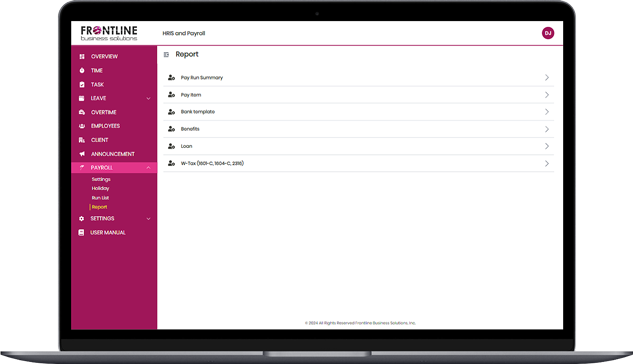 FRONTLINE
business solutions
HRIS and Payroll
DJ
OVERVIEW
TIME
TASK
LEAVE
OVERTIME
EMPLOYEES
CLIENT
ANNOUNCEMENT
PAYROLL
Settings
Holiday
Run List
Report
SETTINGS
USER MANUAL
Report
Pay Run Summary
Pay Item
Bank template
Benefits
Loan
W-Tax (1601-C, 1604-C, 2316)
© 2024 All Rights Reserved Frontline Business Solutions, Inc.